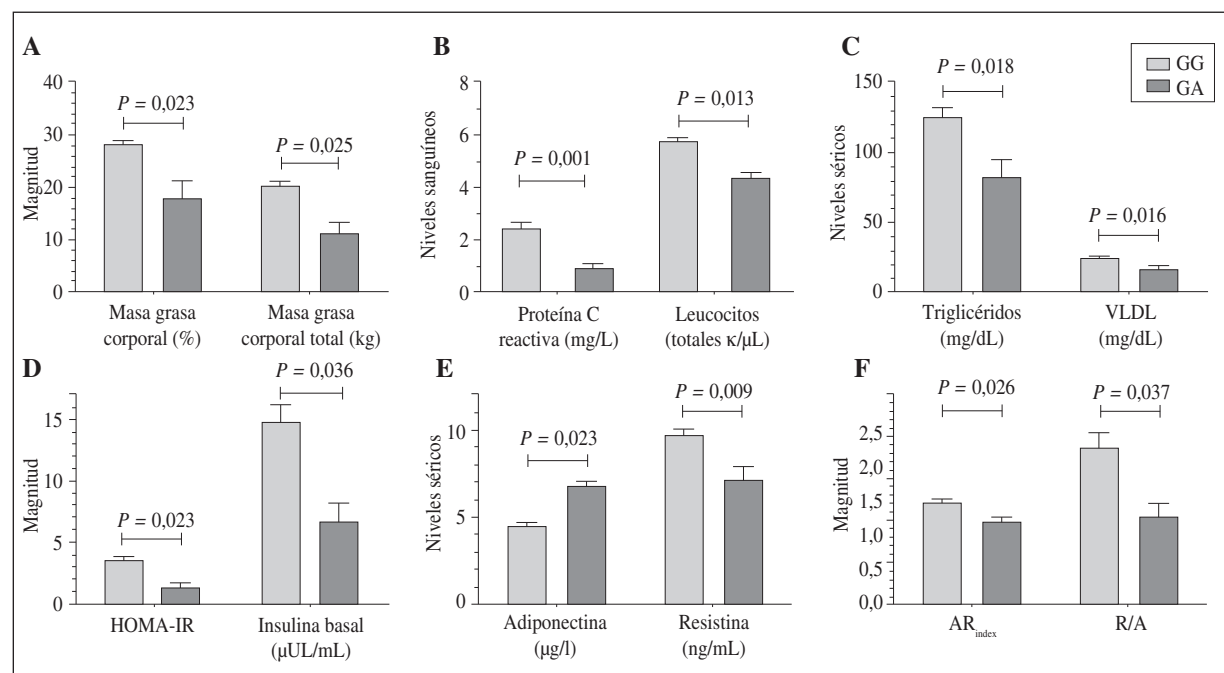 A
Magnitud
40
30
20
10
0
P = 0,023
P = 0,025
Masa grasa
corporal (%)
Masa grasa
corporal total (kg)
B
Niveles sanguíneos
8
6
4
2
0
P = 0,001
P = 0,013
Proteína C
reactiva (mg/L)
Leucocitos
(totales κ/μL)
C
Niveles séricos
150
100
50
0
P = 0,018
P = 0,016
Triglicéridos
(mg/dL)
VLDL
(mg/dL)
GG
GA
D
Magnitud
15
10
5
0
P = 0,023
P = 0,036
HOMA-IR
Insulina basal
(μUL/mL)
E
Niveles séricos
10
5
0
P = 0,023
P = 0,009
Adiponectina
(μg/l)
Resistina
(ng/mL)
F
Magnitud
2,5
2,0
1,5
1,0
0,5
0,0
P = 0,026
P = 0,037
ARindex
R/A